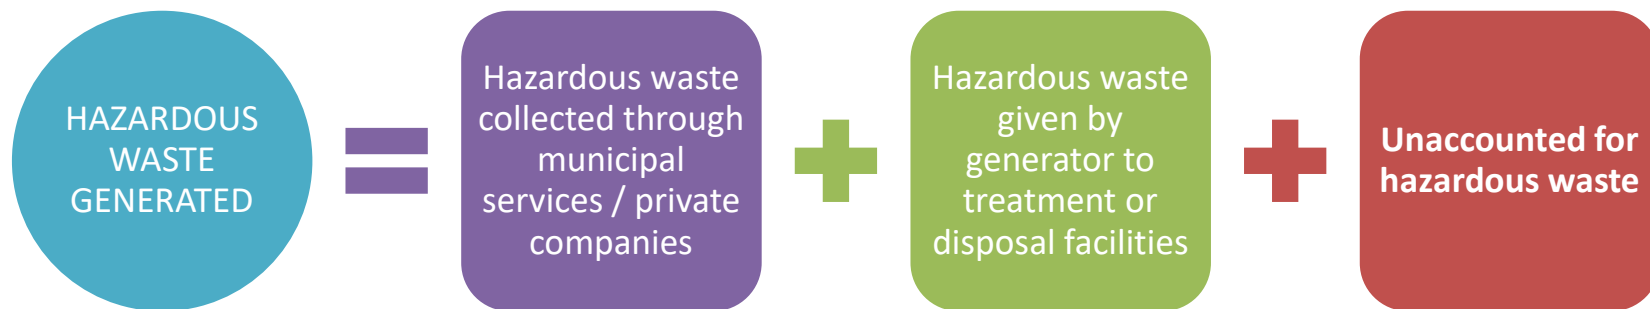 HAZARDOUS
WASTE
GENERATED
Hazardous waste
collected through
municipal
services / private
companies
Hazardous waste
given by
generator to
treatment or
disposal facilities
Unaccounted for
hazardous waste